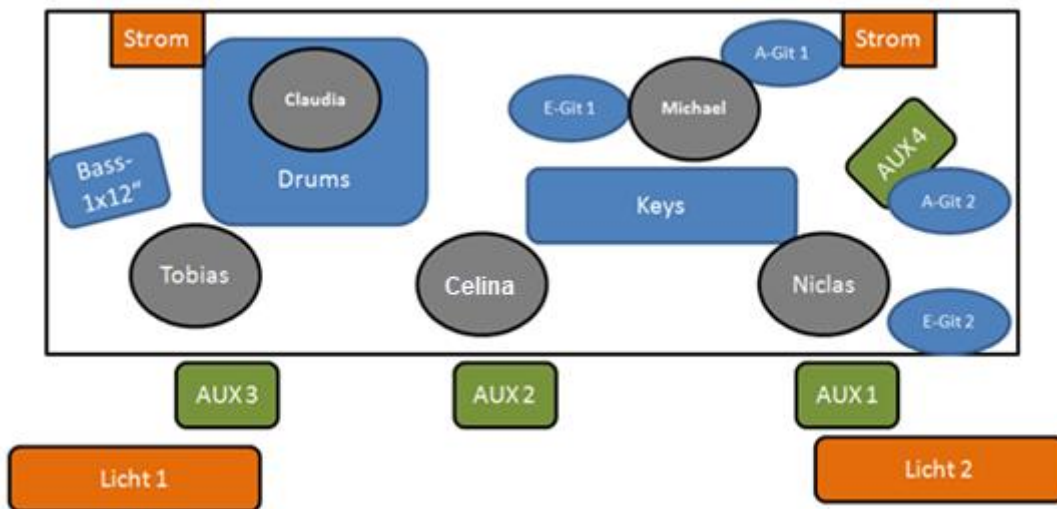 Strom
Strom
A-Git 1
Claudia
E-Git 1
Michael
AUX 4
Bass-
1x12“
Drums
Keys
A-Git 2
Tobias
Celina
Niclas
E-Git 2
AUX 3
AUX 2
AUX 1
Licht 1
Licht 2